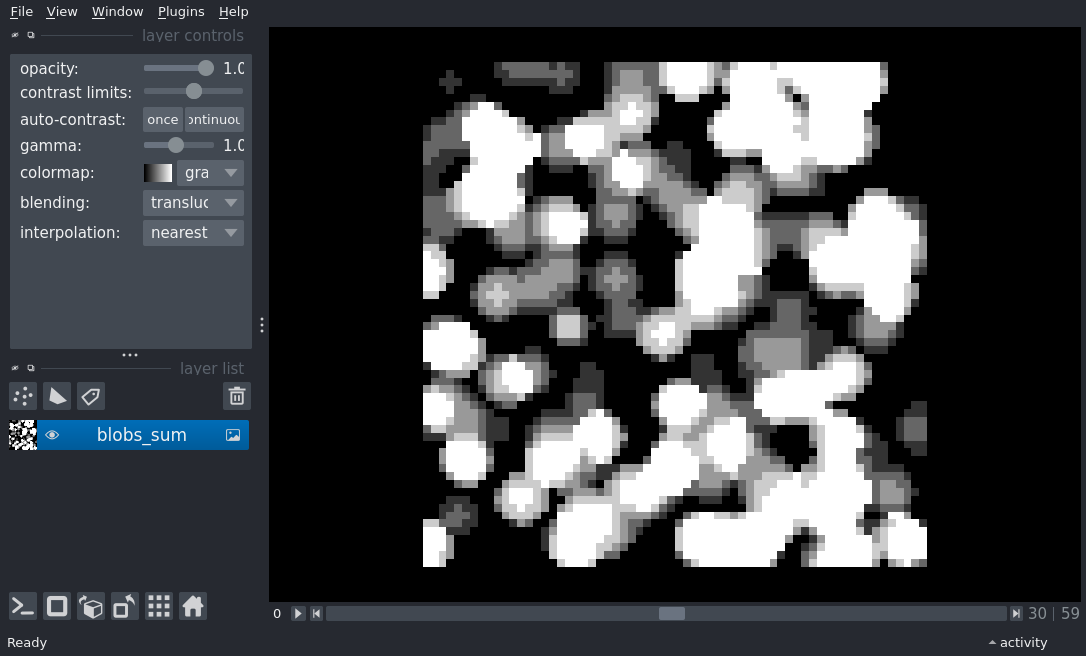 File View Window Plugins Help
layer controls
opacity: 1.0
contrast limits:
auto-contrast: once ontinuou
gamma: 1.0
colormap: gra
blending: transluc
interpolation: nearest
layer list
blobs_sum
0 30 | 59
Ready activity